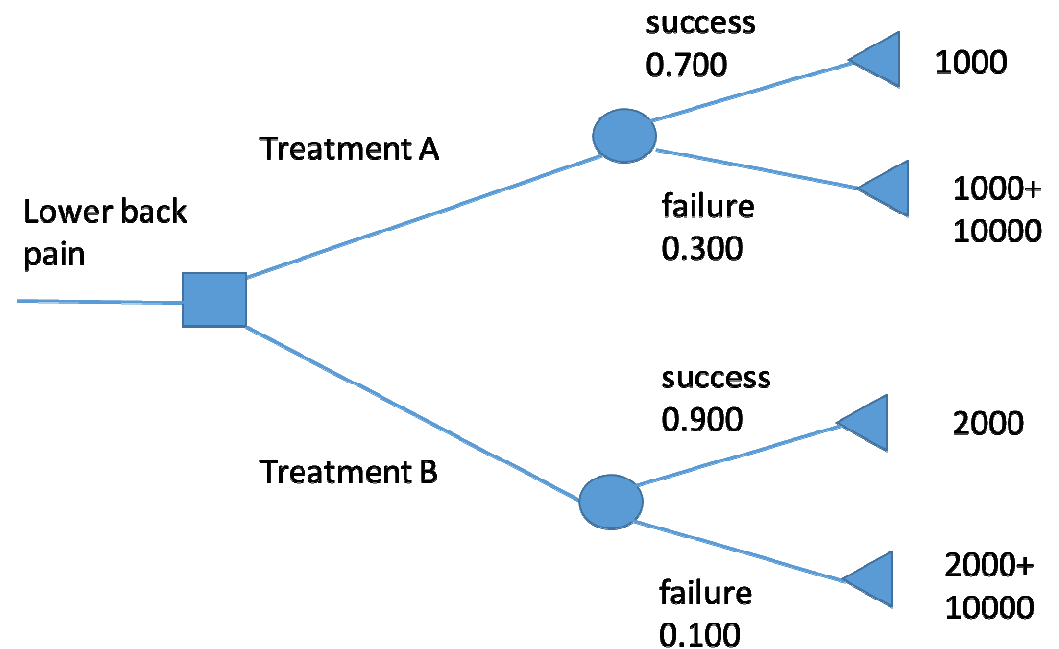 success
0.700
1000
Treatment A
1000+
10000
failure
0.300
Lower back
pain
success
0.900
2000
Treatment B
2000+
10000
failure
0.100